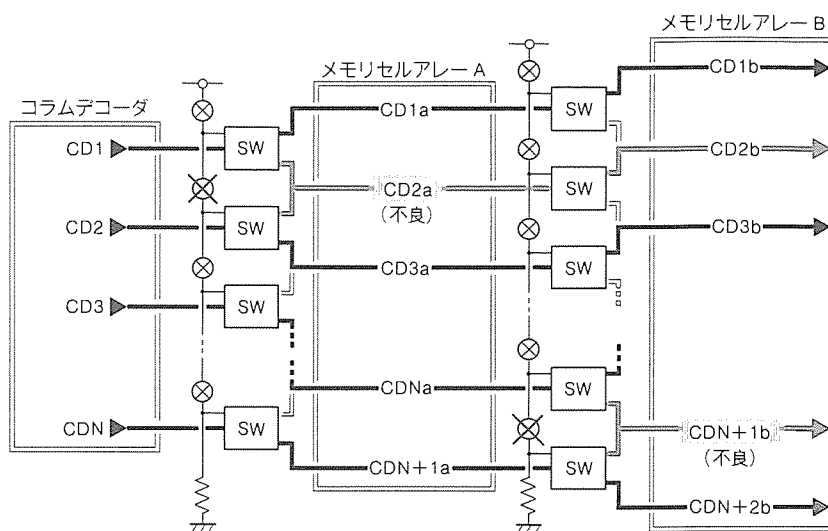 メモリセルアレー B
メモリセルアレー A
コラムデコーダ
CD1
CD2
CD3
CDN
SW
SW
SW
SW
CD1a
CD2a
(不良)
CD3a
CDNa
CDN+1a
SW
SW
SW
SW
SW
CD1b
CD2b
CD3b
CDN+1b
(不良)
CDN+2b